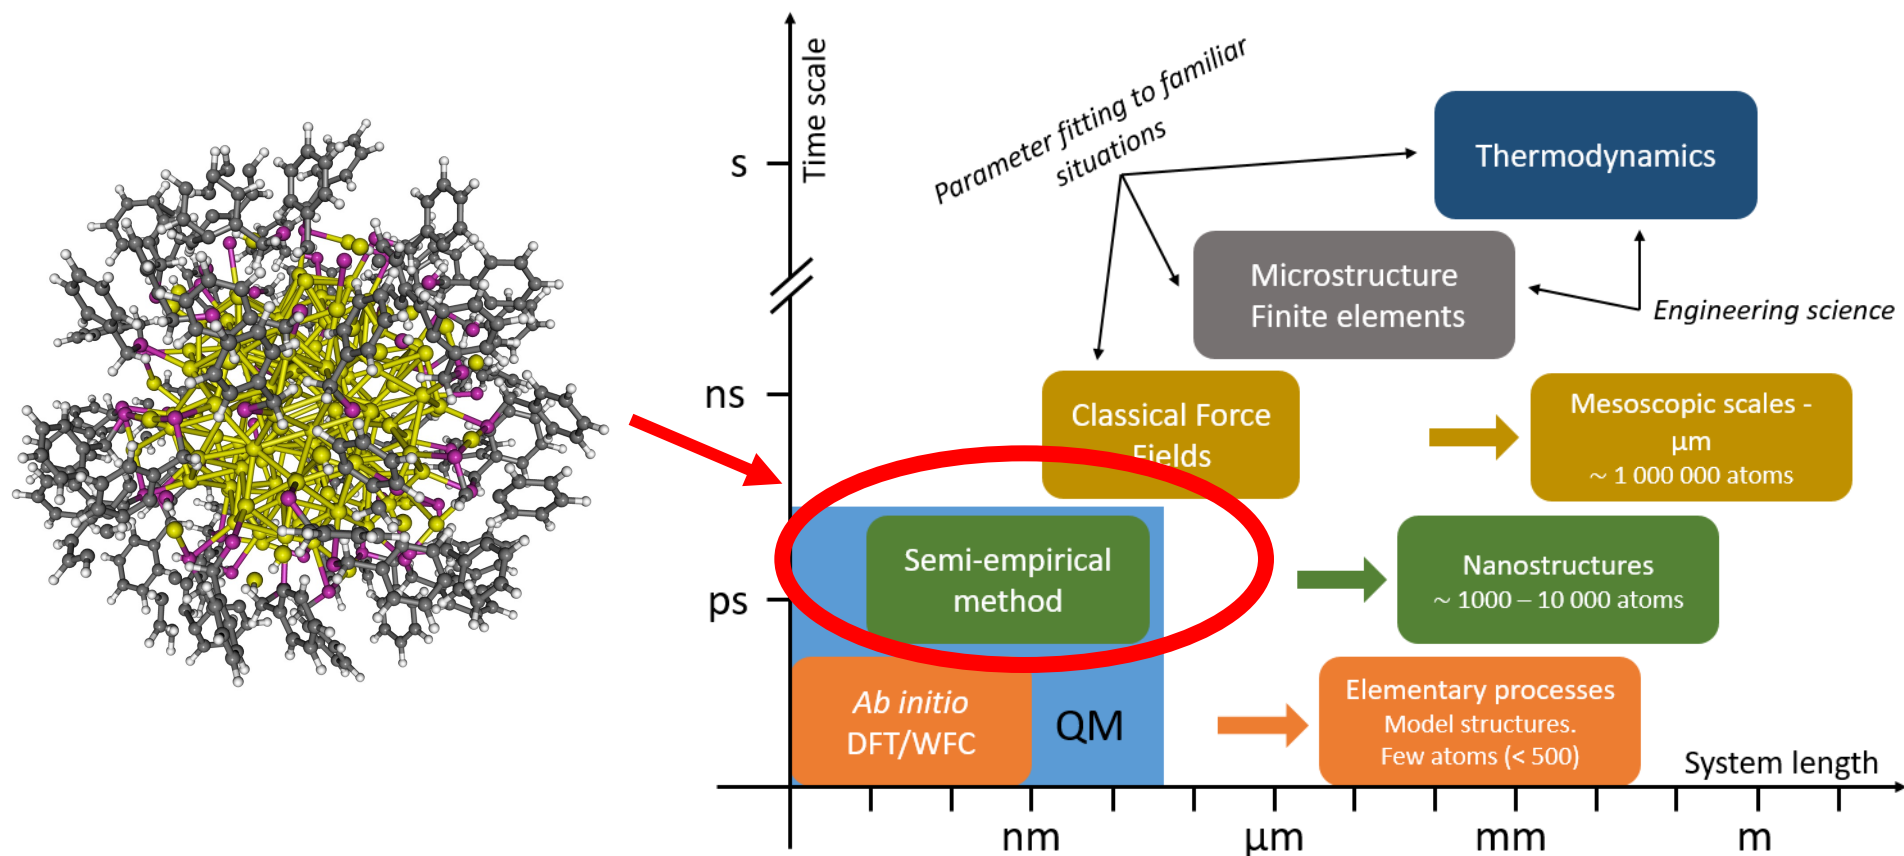 Time scale
s
ns
ps
Parameter fitting to familiar
situations
Thermodynamics
Microstructure
Finite elements
Engineering science
Classical Force
Fields
Mesoscopic scales -
μm
~ 1 000 000 atoms
Semi-empirical
method
Nanostructures
~ 1000 – 10 000 atoms
Ab initio
DFT/WFC
QM
Elementary processes
Model structures.
Few atoms (< 500)
System length
nm
μm
mm
m